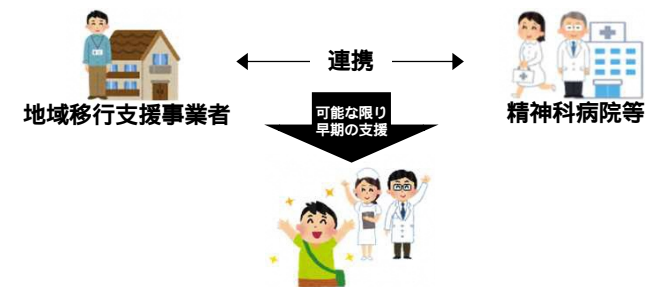 連携
可能な限り
早期の支援
地域移行支援事業者
精神科病院等